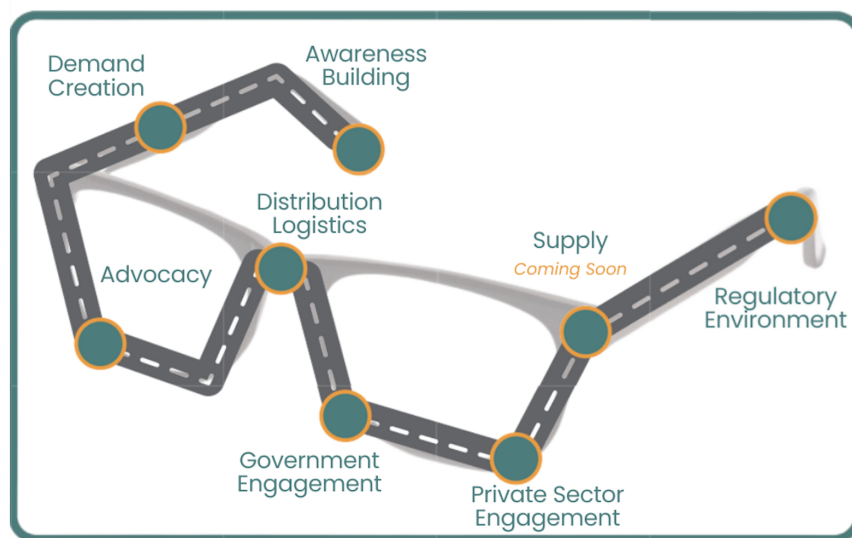 Demand
Creation
Awareness
Building
Distribution
Logistics
Advocacy
Supply
Coming Soon
Regulatory
Environment
Government
Engagement
Private Sector
Engagement